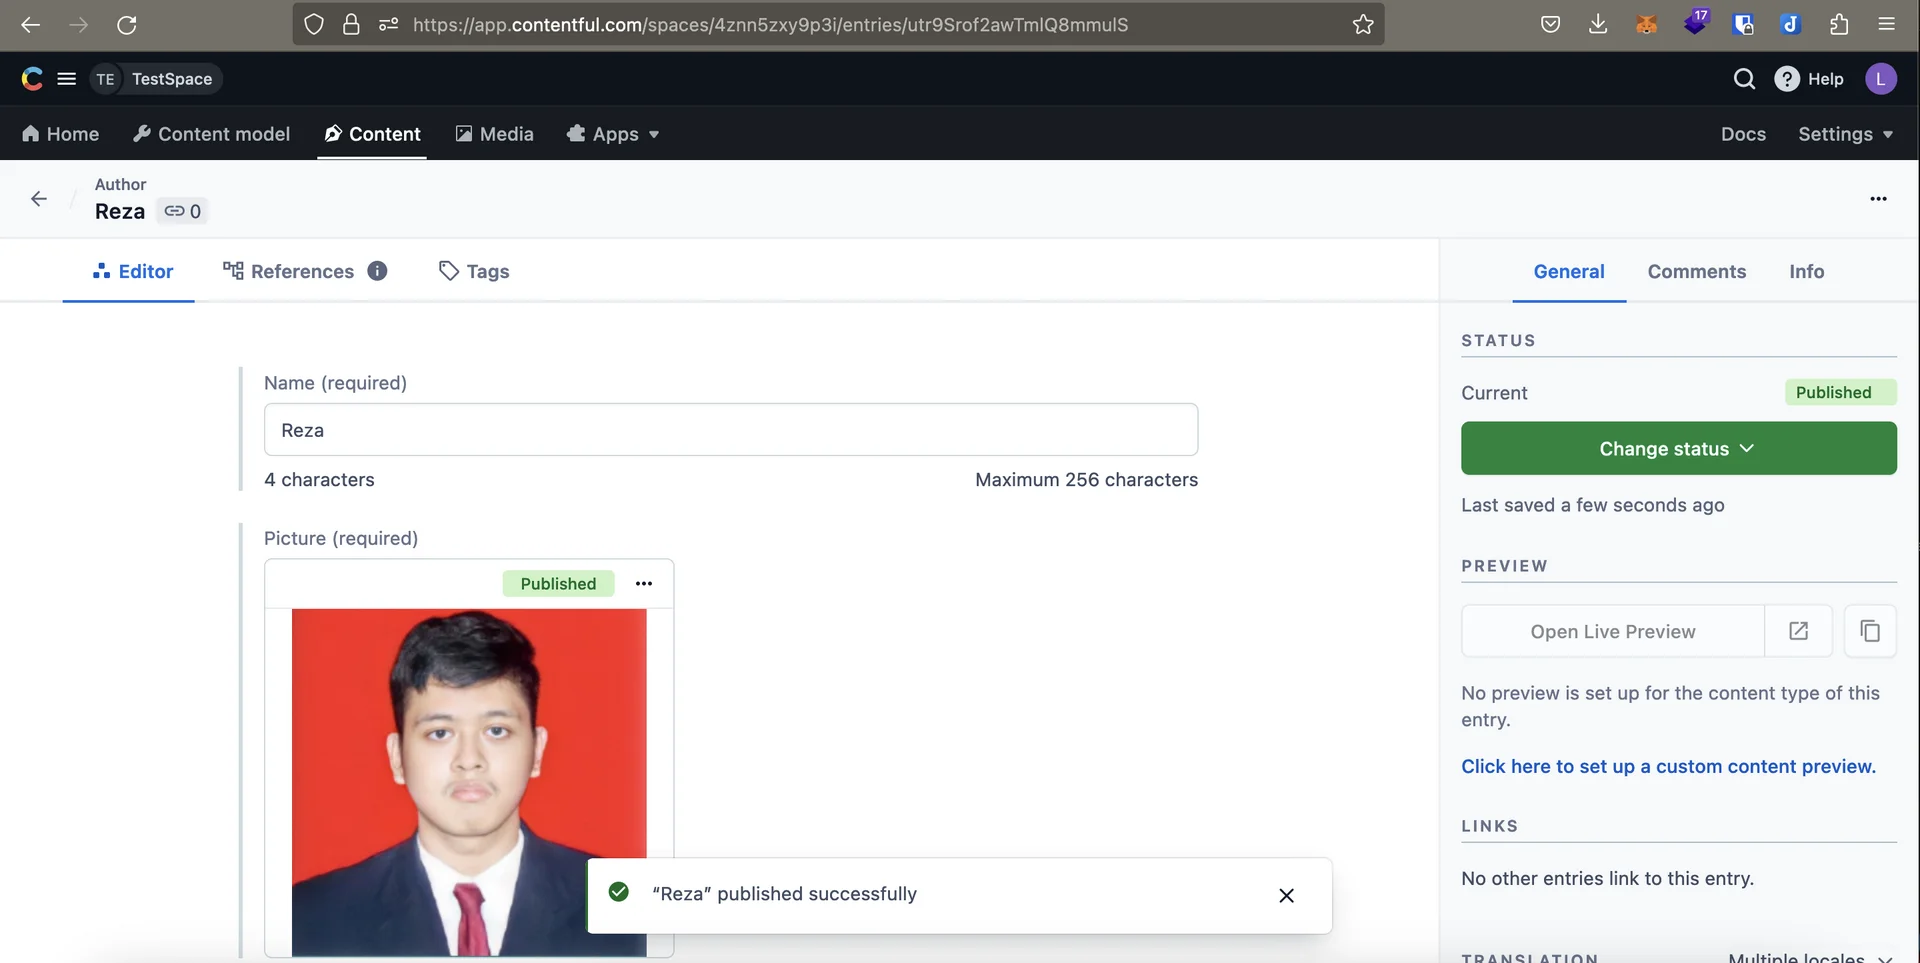 https://app.contentful.com/spaces/4znn5zxy9p3i/entries/utr9Srof2awTmlQ8mmulS
17
TE TestSpace
Help
L
Home
Content model
Content
Media
Apps
Docs
Settings
Author
Reza 0
Editor
References
Tags
General
Comments
Info
Name (required)
Reza
4 characters
Maximum 256 characters
Picture (required)
Published
“Reza” published successfully
STATUS
Current
Published
Change status
Last saved a few seconds ago
PREVIEW
Open Live Preview
No preview is set up for the content type of this
entry.
Click here to set up a custom content preview.
LINKS
No other entries link to this entry.
TRANSLATION
Multiple locales